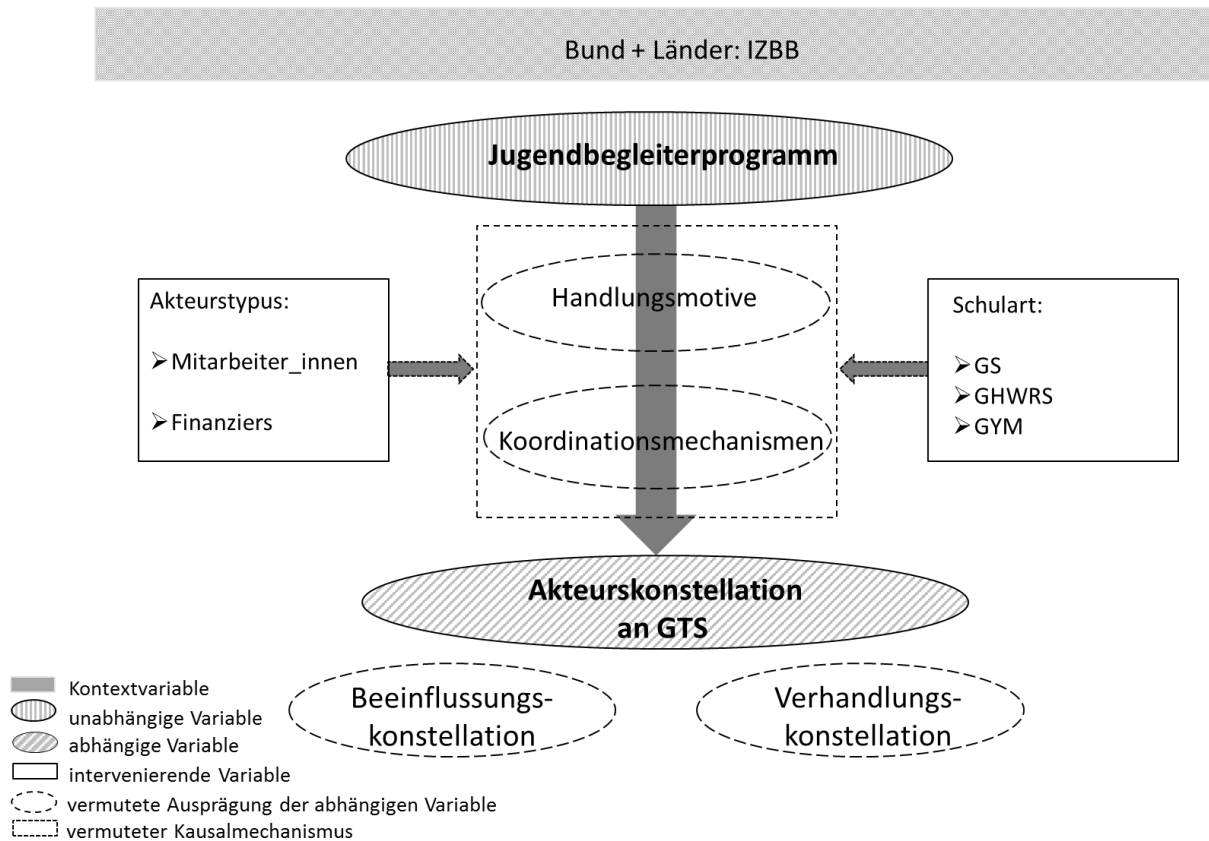 Bund + Länder: IZBB
Jugendbegleiterprogramm
Handlungsmotive
Akteurstypus:
➢Mitarbeiter_innen
➢Finanziers
Schulart:
➢GS
➢GHWRS
➢GYM
Koordinationsmechanismen
Akteurskonstellation
an GTS
Beeinflussungs-
konstellation
Verhandlungs-
konstellation
Kontextvariable
unabhängige Variable
abhängige Variable
intervenierende Variable
vermutete Ausprägung der abhängigen Variable
vermuteter Kausalmechanismus